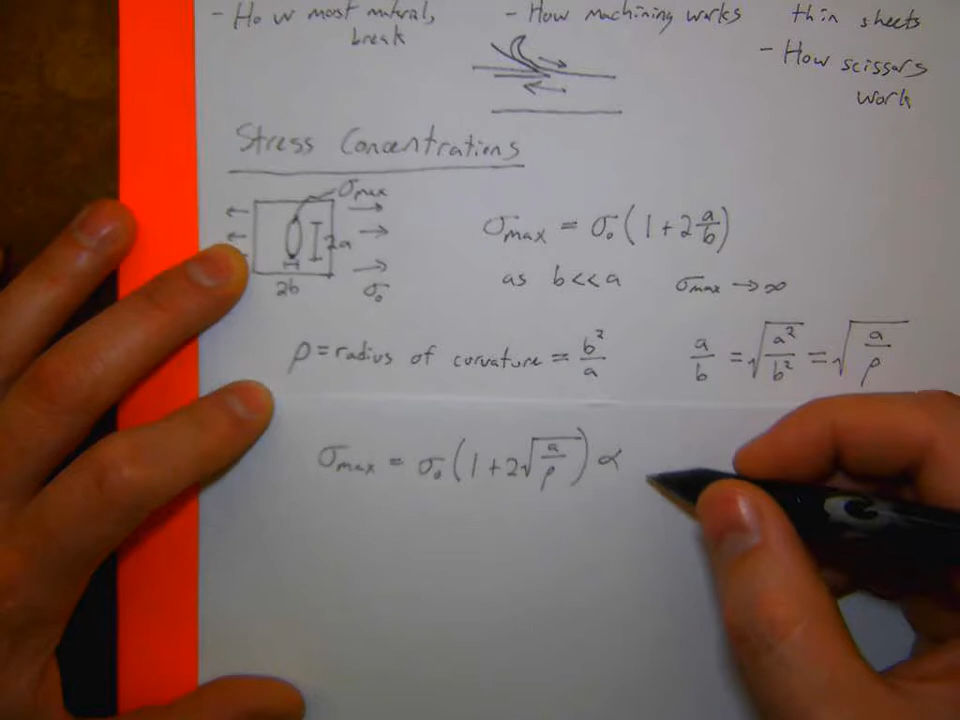 - How most material,
break
- How machining works
thin sheets
- How scissors
work
Stress Concentrations
σmax
2a
2b
σ₀
σmax = σ₀(1+2 a/b)
as b<<a σmax → ∞
ρ = radius of curvature = b²/a
a/b = √(a²/b²) = √(a/ρ)
σmax = σ₀(1+2√(a/ρ)) ∝